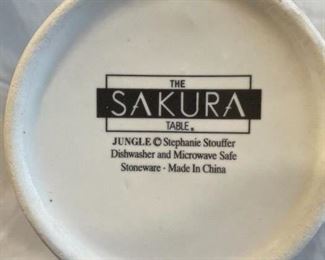 THE
SAKURA
TABLE®
JUNGLE © Stephanie Stouffer
Dishwasher and Microwave Safe
Stoneware · Made In China